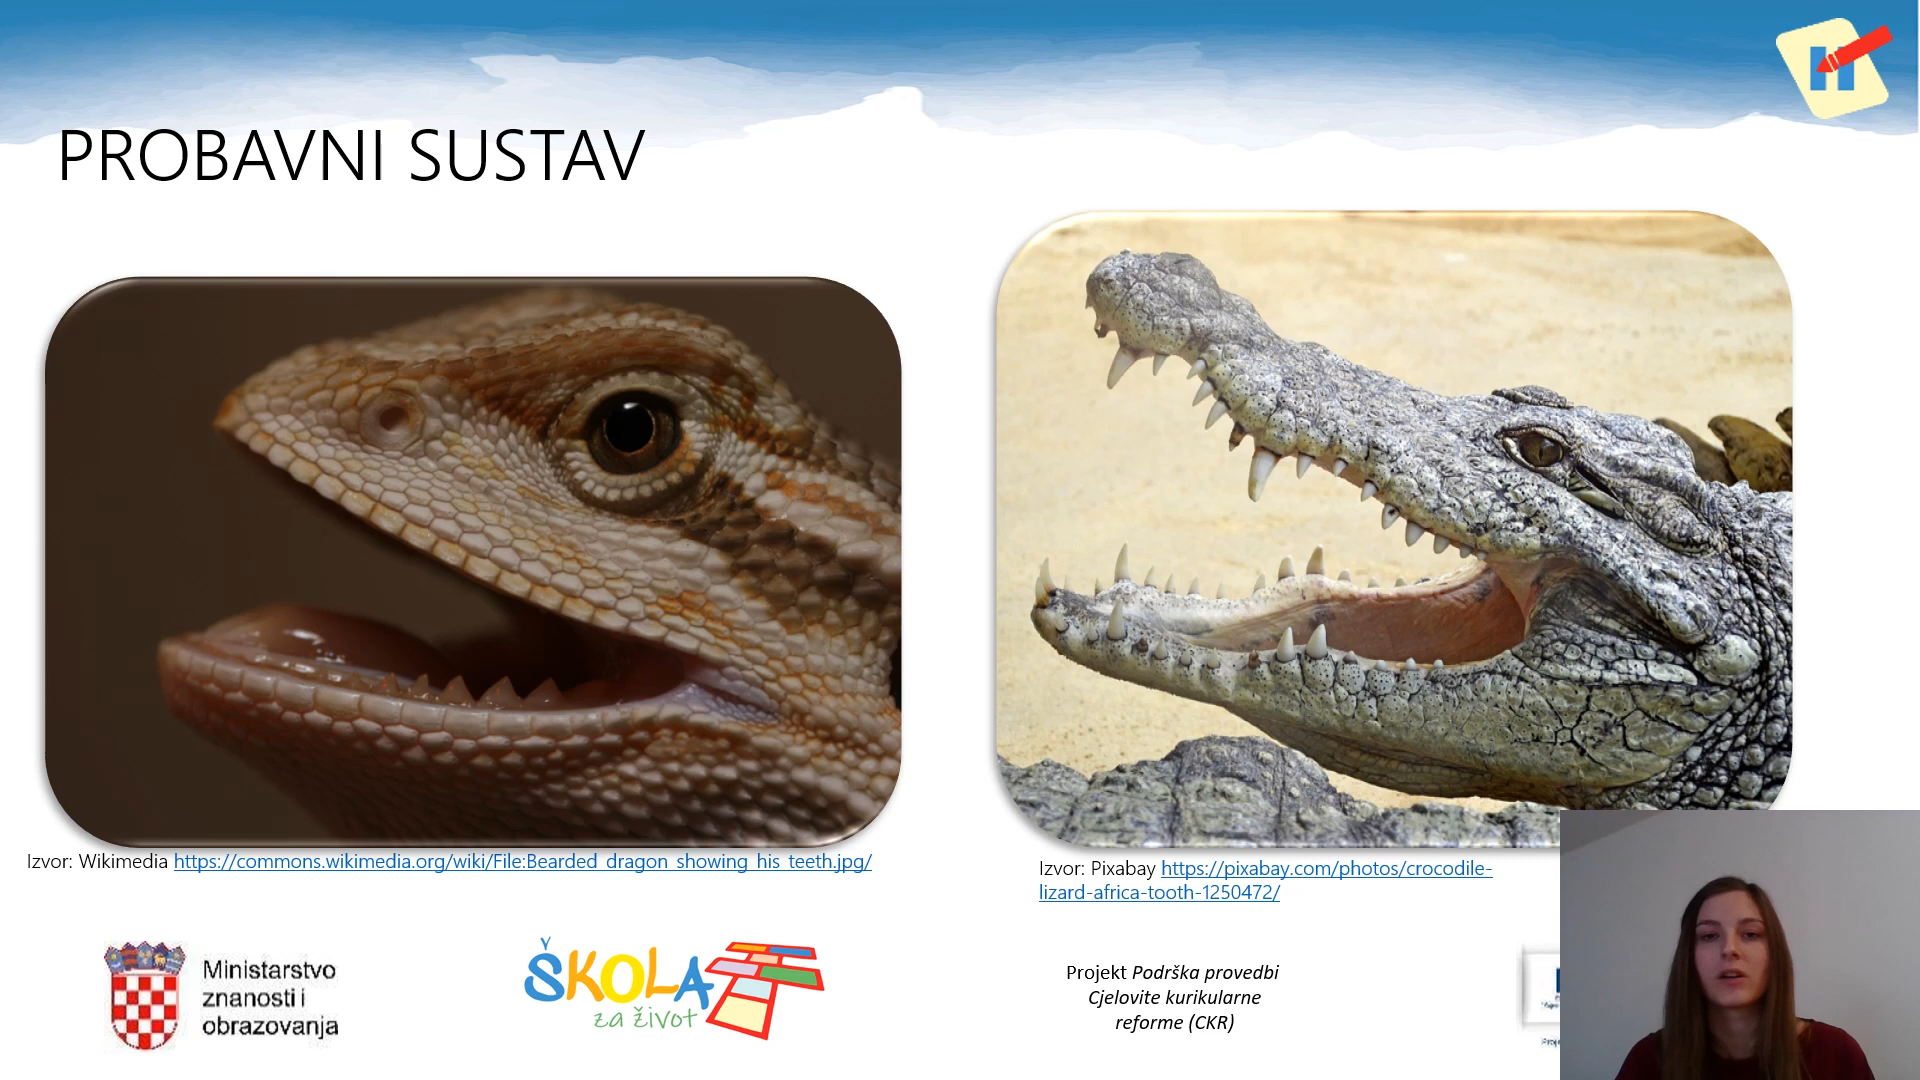 PROBAVNI SUSTAV
Izvor: Wikimedia https://commons.wikimedia.org/wiki/File:Bearded_dragon_showing_his_teeth.jpg/
Izvor: Pixabay https://pixabay.com/photos/crocodile-
lizard-africa-tooth-1250472/
Ministarstvo
znanosti i
obrazovanja
ŠKOLA
za život
Projekt Podrška provedbi
Cjelovite kurikularne
reforme (CKR)